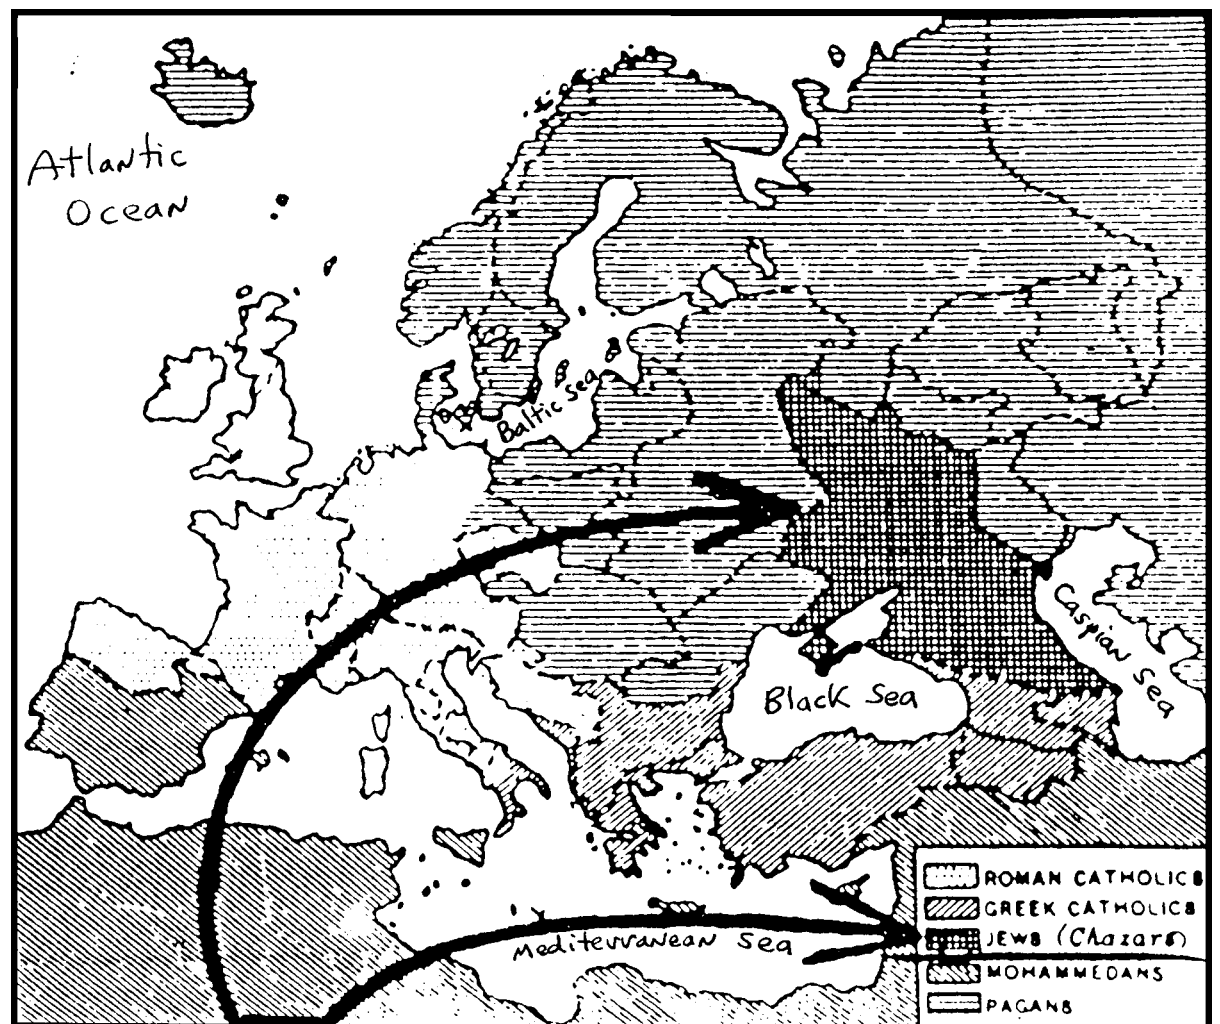 Atlantic
Ocean
Baltic Sea
Caspian Sea
Black Sea
Mediterranean Sea
ROMAN CATHOLICS
GREEK CATHOLICS
JEWS (Chazars)
MOHAMMEDANS
PAGANS